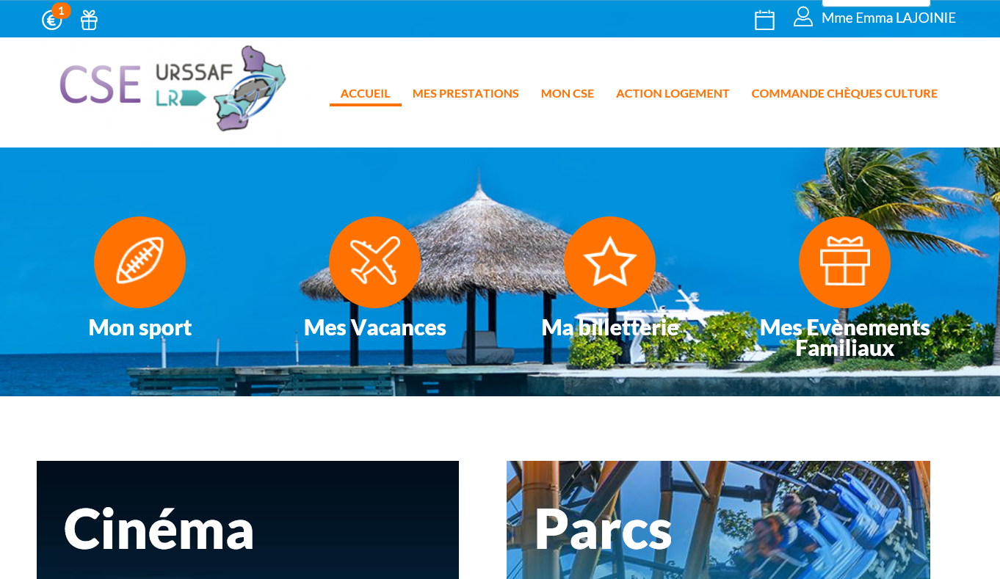 € 1
Mme Emma LAJOINIE
CSE URSSAF
LR
ACCUEIL MES PRESTATIONS MON CSE ACTION LOGEMENT COMMANDE CHÈQUES CULTURE
Mon sport Mes Vacances Ma billetterie Mes Evènements
Familiaux
Cinéma Parcs